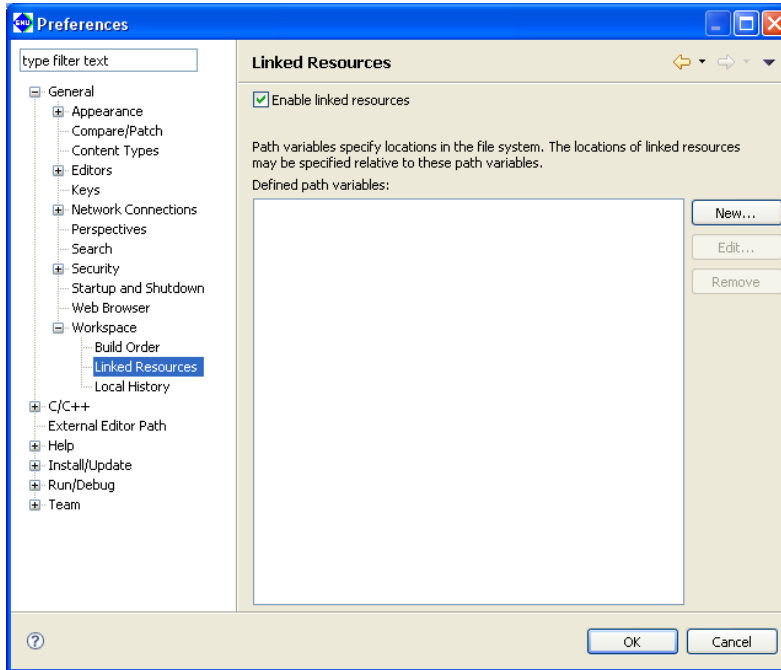 GNU Preferences
type filter text
General
Appearance
Compare/Patch
Content Types
Editors
Keys
Network Connections
Perspectives
Search
Security
Startup and Shutdown
Web Browser
Workspace
Build Order
Linked Resources
Local History
C/C++
External Editor Path
Help
Install/Update
Run/Debug
Team
Linked Resources
Enable linked resources
Path variables specify locations in the file system. The locations of linked resources
may be specified relative to these path variables.
Defined path variables:
New...
Edit...
Remove
?
OK
Cancel